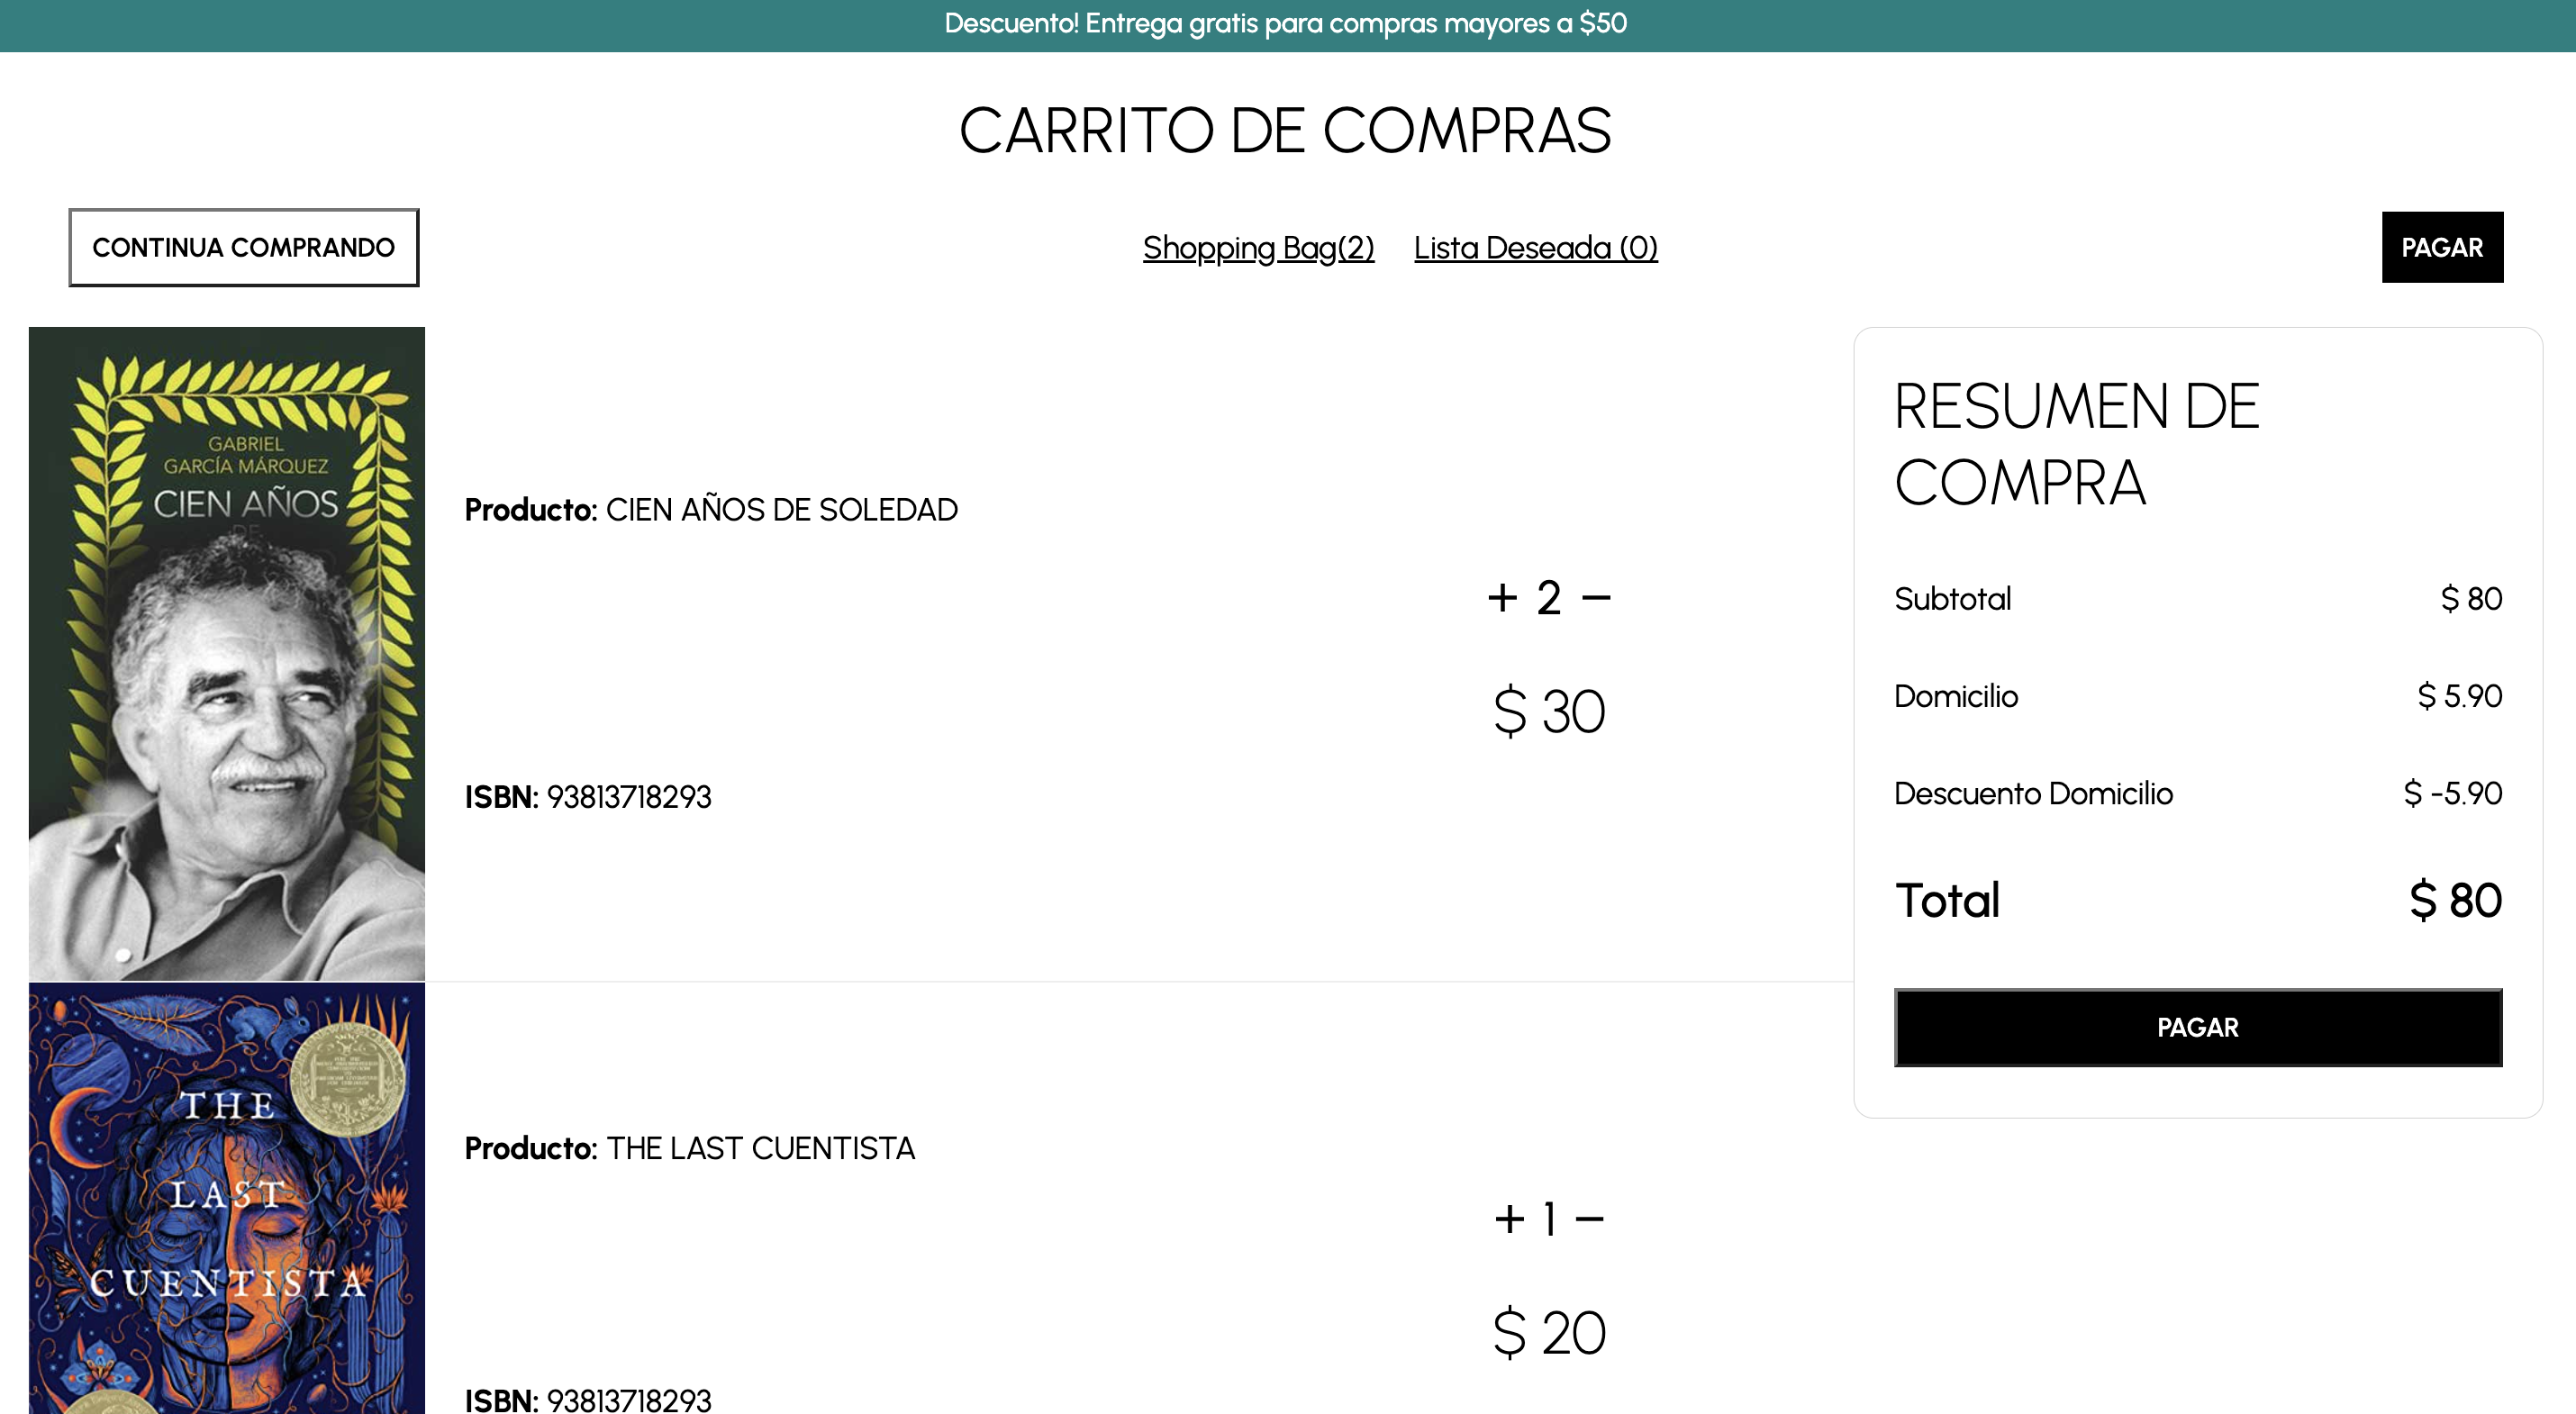 Descuento! Entrega gratis para compras mayores a $50
CARRITO DE COMPRAS
CONTINUA COMPRANDO
Shopping Bag(2)
Lista Deseada (0)
PAGAR
GABRIEL
GARCÍA MÁRQUEZ
CIEN AÑOS
DE
Producto: CIEN AÑOS DE SOLEDAD
+ 2 −
$ 30
ISBN: 93813718293
THE
LAST
CUENTISTA
Producto: THE LAST CUENTISTA
+ 1 −
$ 20
ISBN: 93813718293
RESUMEN DE
COMPRA
Subtotal $ 80
Domicilio $ 5.90
Descuento Domicilio $ -5.90
Total $ 80
PAGAR